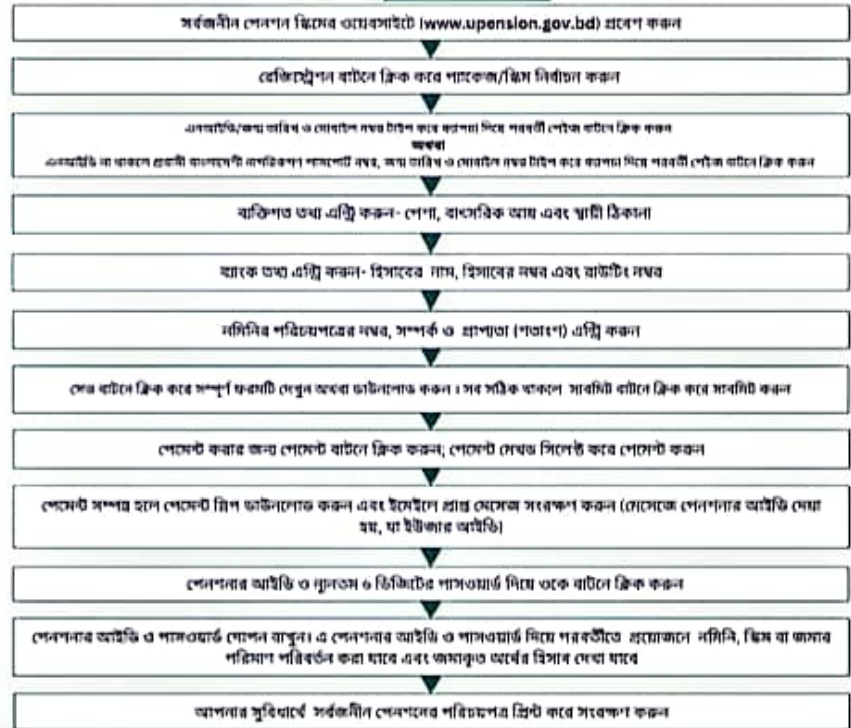 সর্বজনীন পেনশন স্কিমের ওয়েবসাইটে (www.upension.gov.bd) প্রবেশ করুন
রেজিস্ট্রেশন বাটনে ক্লিক করে প্যাকেজ/স্কিম নির্বাচন করুন
এনআইডি/জন্ম তারিখ ও মোবাইল নম্বর টাইপ করে ক্যাপচা দিয়ে পরবর্তী পেইজ বাটনে ক্লিক করুন
অথবা
এনআইডি না থাকলে প্রবাসী বাংলাদেশী নাগরিকগণ পাসপোর্ট নম্বর, জন্ম তারিখ ও মোবাইল নম্বর টাইপ করে ক্যাপচা দিয়ে পরবর্তী পেইজ বাটনে ক্লিক করুন
ব্যক্তিগত তথ্য এন্ট্রি করুন- পেশা, বাৎসরিক আয় এবং স্থায়ী ঠিকানা
ব্যাংক তথ্য এন্ট্রি করুন- হিসাবের নাম, হিসাবের নম্বর এবং রাউটিং নম্বর
নমিনির পরিচয়পত্রের নম্বর, সম্পর্ক ও প্রাপ্যতা (শতাংশ) এন্ট্রি করুন
সেভ বাটনে ক্লিক করে সম্পূর্ণ ফরমটি দেখুন অথবা ডাউনলোড করুন। সব সঠিক থাকলে সাবমিট বাটনে ক্লিক করে সাবমিট করুন
পেমেন্ট করার জন্য পেমেন্ট বাটনে ক্লিক করুন; পেমেন্ট মেথড সিলেক্ট করে পেমেন্ট করুন
পেমেন্ট সম্পন্ন হলে পেমেন্ট স্লিপ ডাউনলোড করুন এবং ইমেইলে প্রাপ্ত মেসেজ সংরক্ষণ করুন (মেসেজে পেনশনার আইডি দেয়া
হয়, যা ইউজার আইডি)
পেনশনার আইডি ও ন্যূনতম ৬ ডিজিটের পাসওয়ার্ড দিয়ে ওকে বাটনে ক্লিক করুন
পেনশনার আইডি ও পাসওয়ার্ড গোপন রাখুন। এ পেনশনার আইডি ও পাসওয়ার্ড দিয়ে পরবর্তীতে প্রয়োজনে নমিনি, স্কিম বা জমার
পরিমাণ পরিবর্তন করা যাবে এবং জমাকৃত অর্থের হিসাব দেখা যাবে
আপনার সুবিধার্থে সর্বজনীন পেনশনের পরিচয়পত্র প্রিন্ট করে সংরক্ষণ করুন